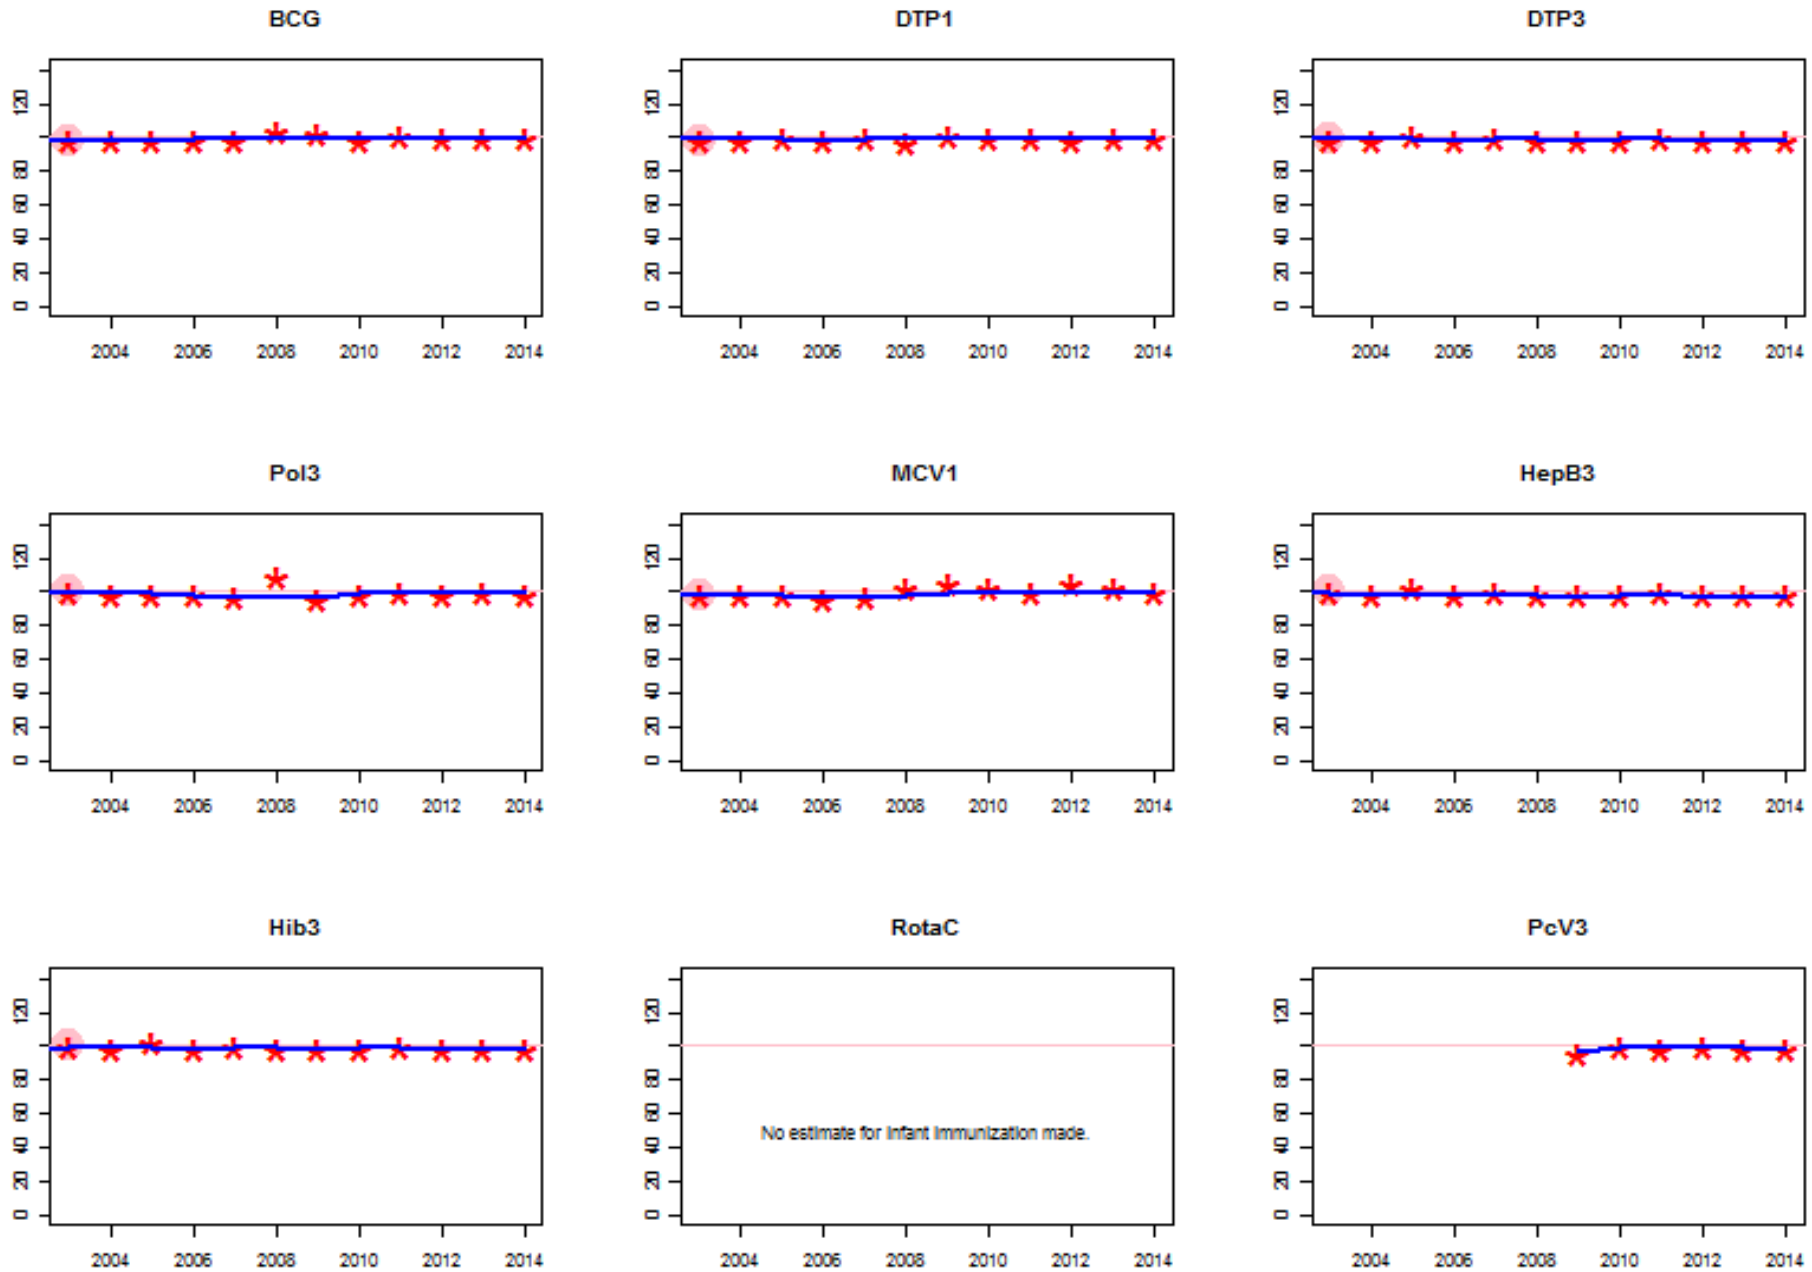 BCG DTP1 DTP3
0 20 40 60 80 120 0 20 40 60 80 120 0 20 40 60 80 120
2004 2006 2008 2010 2012 2014 2004 2006 2008 2010 2012 2014 2004 2006 2008 2010 2012 2014
Pol3 MCV1 HepB3
0 20 40 60 80 120 0 20 40 60 80 120 0 20 40 60 80 120
2004 2006 2008 2010 2012 2014 2004 2006 2008 2010 2012 2014 2004 2006 2008 2010 2012 2014
Hib3 RotaC PcV3
0 20 40 60 80 120 0 20 40 60 80 120 0 20 40 60 80 120
No estimate for infant immunization made.
2004 2006 2008 2010 2012 2014 2004 2006 2008 2010 2012 2014 2004 2006 2008 2010 2012 2014